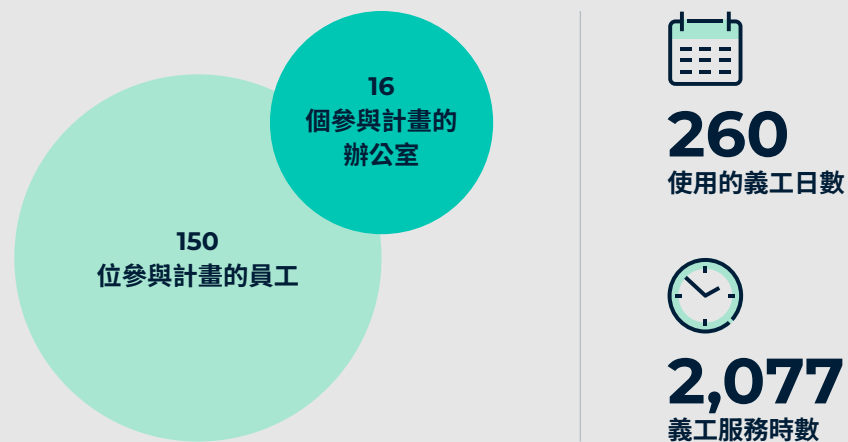 16
個參與計畫的
辦公室
150
位參與計畫的員工
260
使用的義工日數
2,077
義工服務時數